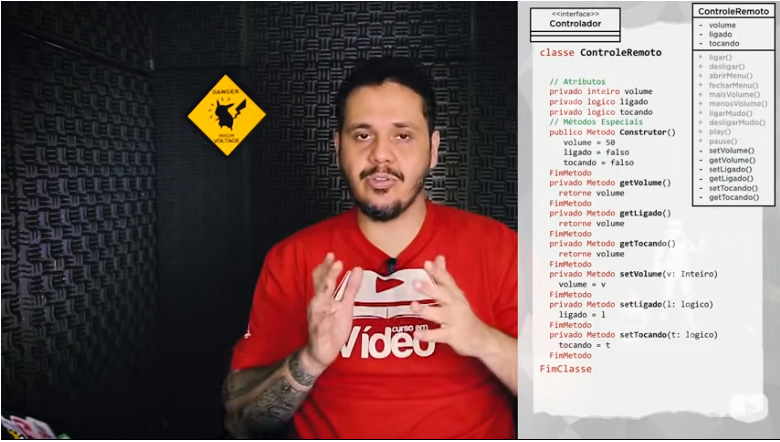 DANGER
HIGH
VOLTAGE
curso em
Vídeo
<<interface>>
Controlador
classe ControleRemoto
// Atributos
privado inteiro volume
privado logico ligado
privado logico tocando
// Métodos Especiais
publico Metodo Construtor()
volume = 50
ligado = falso
tocando = falso
FimMetodo
privado Metodo getVolume()
retorne volume
FimMetodo
privado Metodo getLigado()
retorne volume
FimMetodo
privado Metodo getTocando()
retorne volume
FimMetodo
privado Metodo setVolume(v: Inteiro)
volume = v
FimMetodo
privado Metodo setLigado(l: logico)
ligado = l
FimMetodo
privado Metodo setTocando(t: logico)
tocando = t
FimMetodo
FimClasse
ControleRemoto
- volume
- ligado
- tocando
+ ligar()
+ desligar()
+ abrirMenu()
+ fecharMenu()
+ maisVolume()
+ menosVolume()
+ ligarMudo()
+ desligarMudo()
+ play()
+ pause()
- setVolume()
- getVolume()
- setLigado()
- getLigado()
- setTocando()
- getTocando()